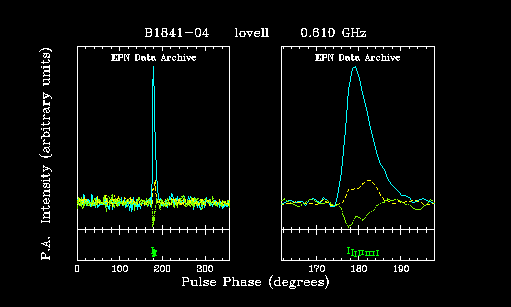 B1841-04 lovell 0.610 GHz
EPN Data Archive EPN Data Archive
P.A. Intensity (arbitrary units)
0 100 200 300 170 180 190
Pulse Phase (degrees)